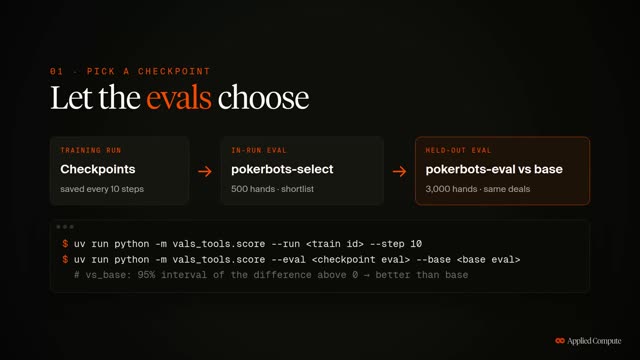 01 · PICK A CHECKPOINT
Let the evals choose
TRAINING RUN
Checkpoints
saved every 10 steps
→
IN-RUN EVAL
pokerbots-select
500 hands · shortlist
→
HELD-OUT EVAL
pokerbots-eval vs base
3,000 hands · same deals
$ uv run python -m vals_tools.score --run <train id> --step 10
$ uv run python -m vals_tools.score --eval <checkpoint eval> --base <base eval>
# vs_base: 95% interval of the difference above 0 → better than base
Applied Compute